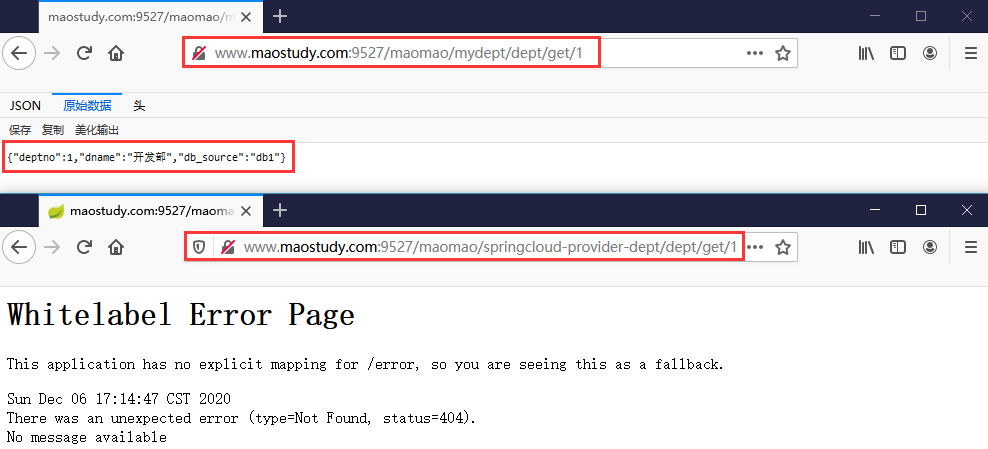 maostudy.com:9527/maomao/m
www.maostudy.com:9527/maomao/mydept/dept/get/1
JSON 原始数据 头
保存 复制 美化输出
{"deptno":1,"dname":"开发部","db_source":"db1"}
maostudy.com:9527/maoma
www.maostudy.com:9527/maomao/springcloud-provider-dept/dept/get/1
Whitelabel Error Page
This application has no explicit mapping for /error, so you are seeing this as a fallback.
Sun Dec 06 17:14:47 CST 2020
There was an unexpected error (type=Not Found, status=404).
No message available